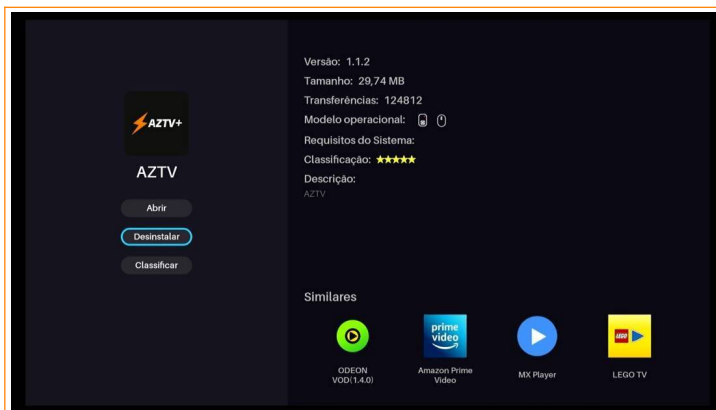 AZTV+
AZTV
Abrir
Desinstalar
Classificar
Versão: 1.1.2
Tamanho: 29,74 MB
Transferências: 124812
Modelo operacional:
Requisitos do Sistema:
Classificação:
Descrição:
AZTV
Similares
prime
video
LEGO
ODEON
VOD(1.4.0)
Amazon Prime
Video
MX Player
LEGO TV